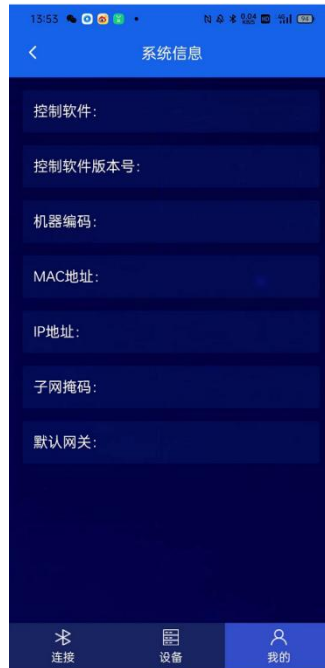 13:53
系统信息
控制软件：
控制软件版本号：
机器编码：
MAC地址：
IP地址：
子网掩码：
默认网关：
连接
设备
我的